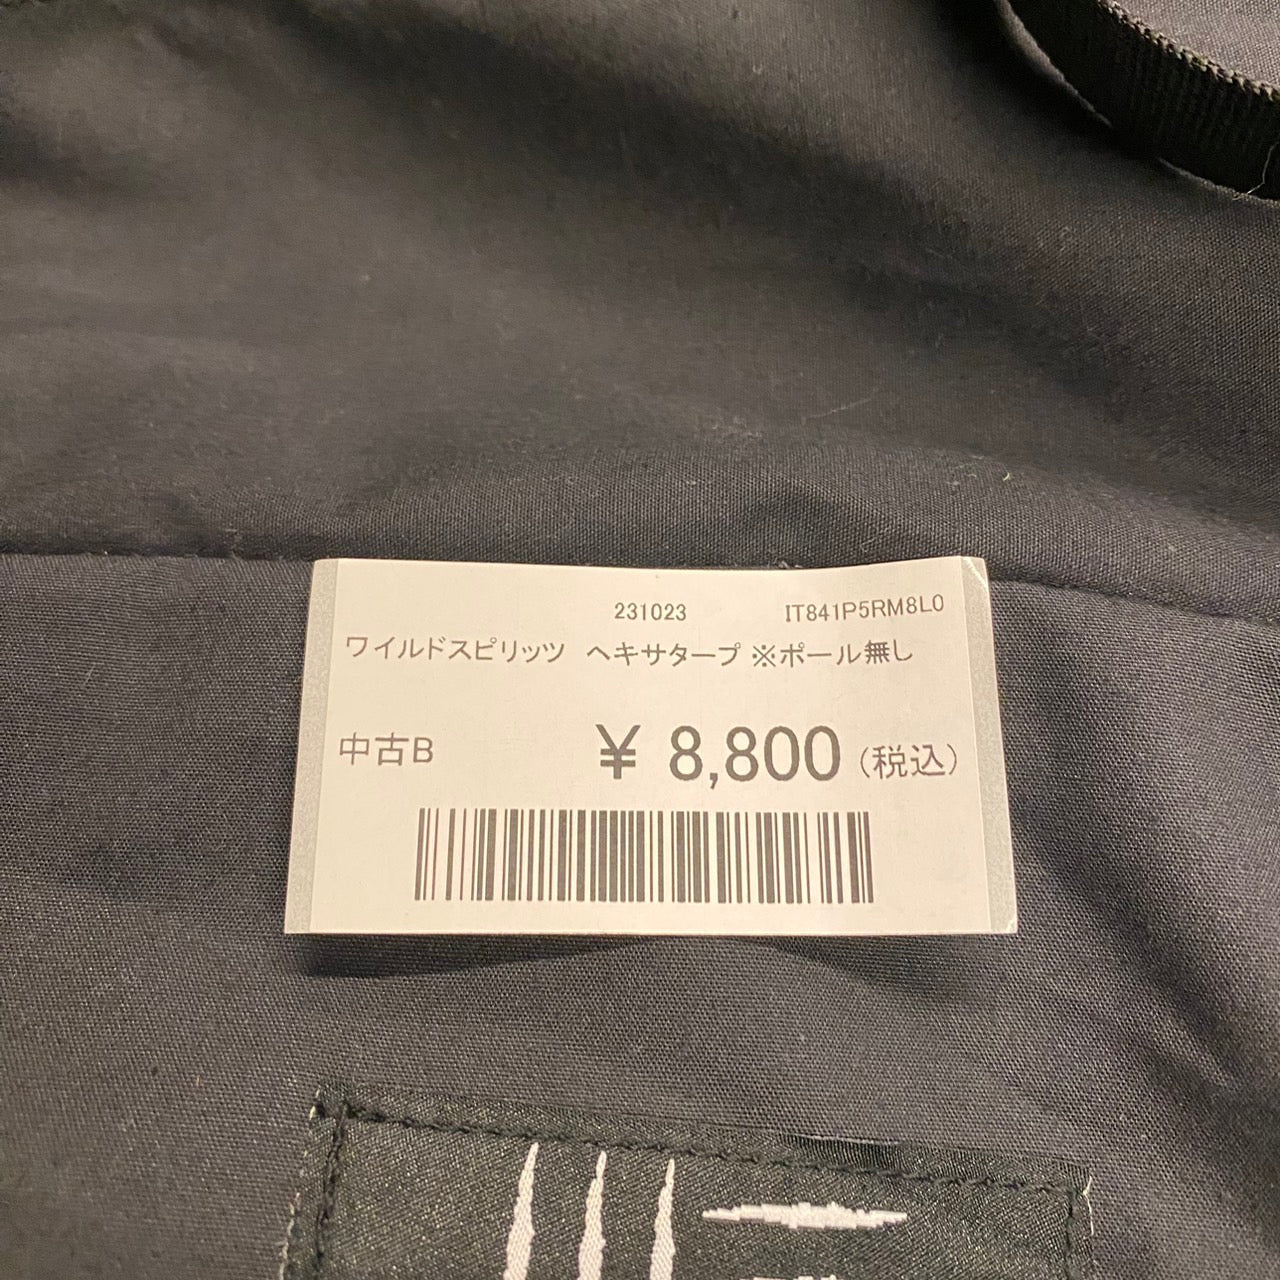 231023 IT841P5RM8L0
ワイルドスピリッツ ヘキサタープ ※ポール無し
中古B ¥ 8,800 (税込)